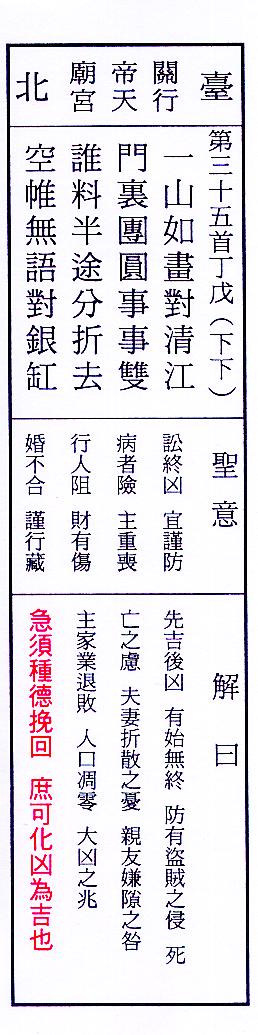 臺
關行
帝天
廟宮
北
第三十五首丁戊（下下）
一山如畫對清江
門裏團圓事事雙
誰料半途分折去
空帷無語對銀缸
聖意
訟終凶　宜謹防
病者險　主重喪
行人阻　財有傷
婚不合　謹行藏
解曰
先吉後凶　有始無終　防有盜賊之侵　死
亡之慮　夫妻折散之憂　親友嫌隙之咎
主家業退敗　人口凋零　大凶之兆
急須種德挽回　庶可化凶為吉也